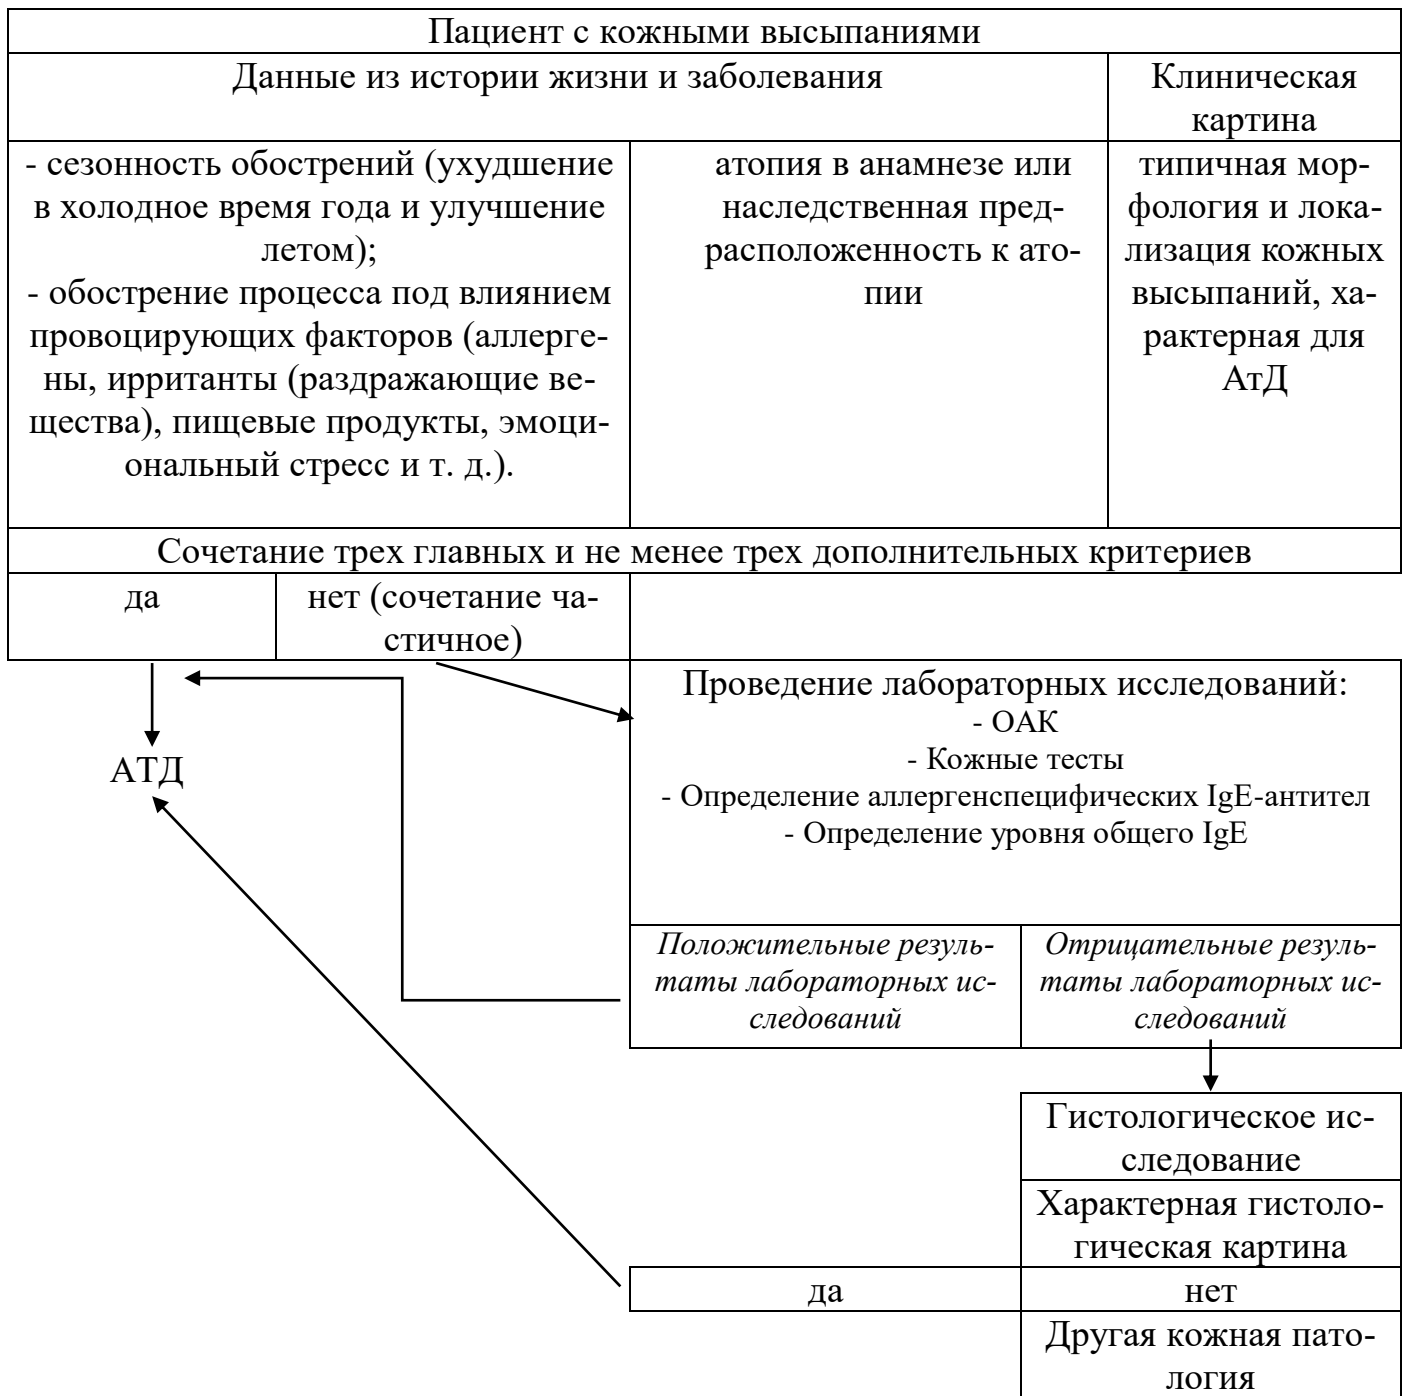 Пациент с кожными высыпаниями
Данные из истории жизни и заболевания
Клиническая
картина
- сезонность обострений (ухудшение
в холодное время года и улучшение
летом);
- обострение процесса под влиянием
провоцирующих факторов (аллерге-
ны, ирританты (раздражающие ве-
щества), пищевые продукты, эмоци-
ональный стресс и т. д.).
атопия в анамнезе или
наследственная пред-
расположенность к ато-
пии
типичная мор-
фология и лока-
лизация кожных
высыпаний, ха-
рактерная для
АтД
Сочетание трех главных и не менее трех дополнительных критериев
да
нет (сочетание ча-
стичное)
АТД
Проведение лабораторных исследований:
- ОАК
- Кожные тесты
- Определение аллергенспецифических IgE-антител
- Определение уровня общего IgE
Положительные резуль-
таты лабораторных ис-
следований
Отрицательные резуль-
таты лабораторных ис-
следований
Гистологическое ис-
следование
Характерная гистоло-
гическая картина
да
нет
Другая кожная пато-
логия